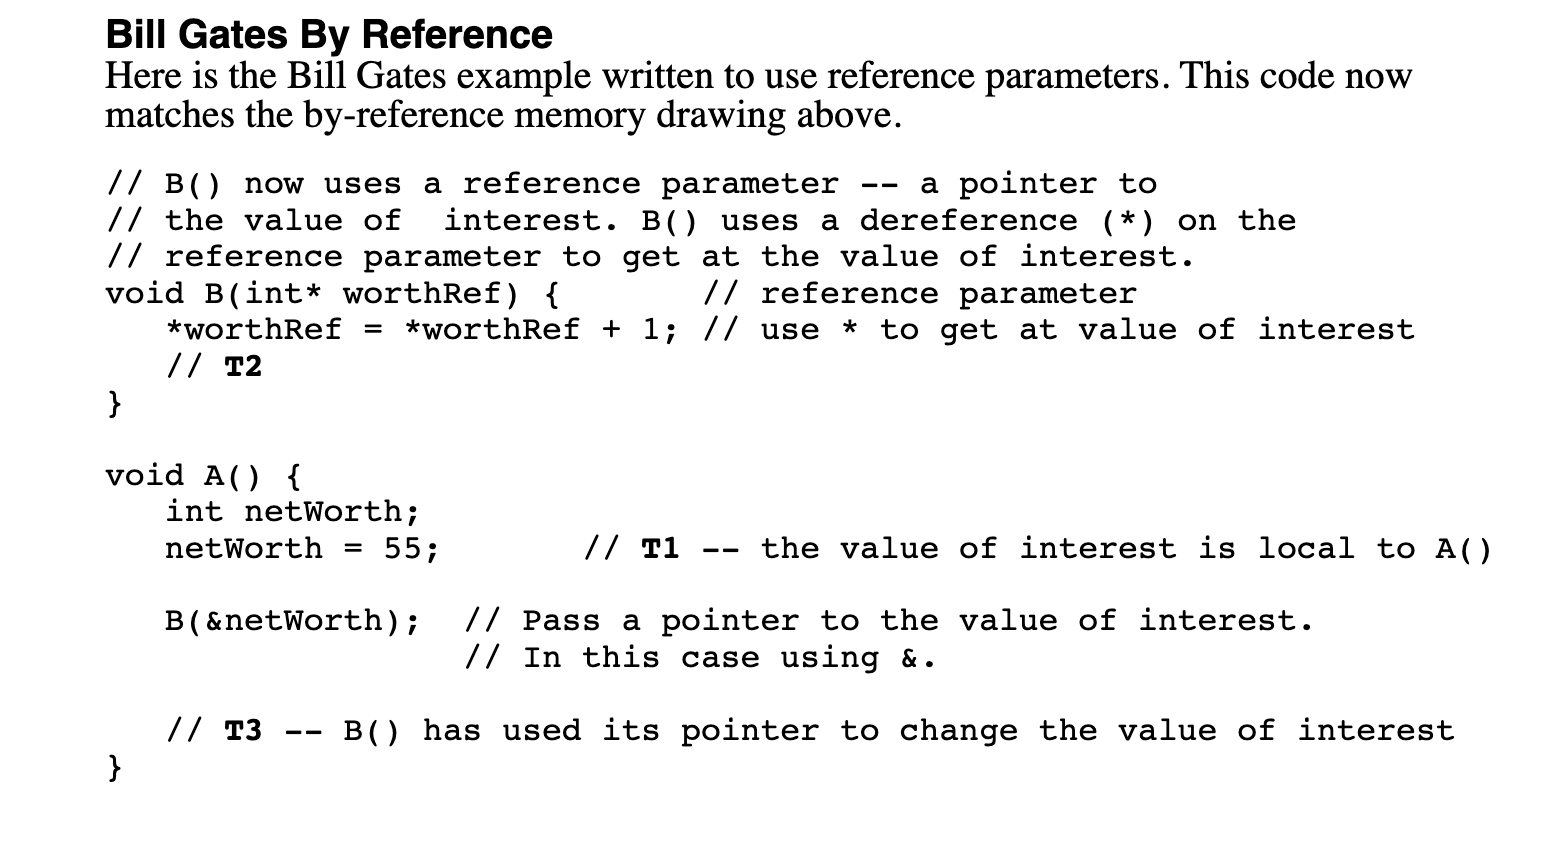 Bill Gates By Reference
Here is the Bill Gates example written to use reference parameters. This code now
matches the by-reference memory drawing above.
// B() now uses a reference parameter -- a pointer to
// the value of  interest. B() uses a dereference (*) on the
// reference parameter to get at the value of interest.
void B(int* worthRef) {       // reference parameter
   *worthRef = *worthRef + 1; // use * to get at value of interest
   // T2
}
void A() {
   int netWorth;
   netWorth = 55;       // T1 -- the value of interest is local to A()
   B(&netWorth);  // Pass a pointer to the value of interest.
                  // In this case using &.
   // T3 -- B() has used its pointer to change the value of interest
}